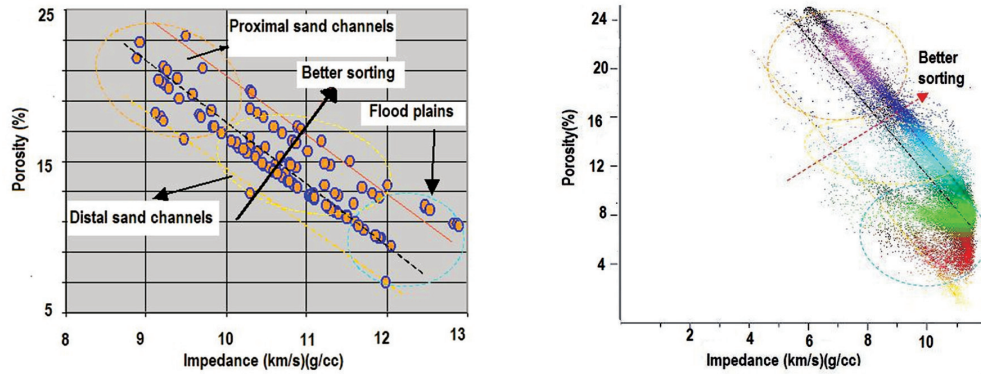 25
15
5
Porosity (%)
Proximal sand channels
Better sorting
Flood plains
Distal sand channels
8 9 10 11 12 13
Impedance (km/s)(g/cc)
24
20
16
12
8
4
Porosity(%)
Better
sorting
2 4 6 8 10
Impedance (km/s)(g/cc)